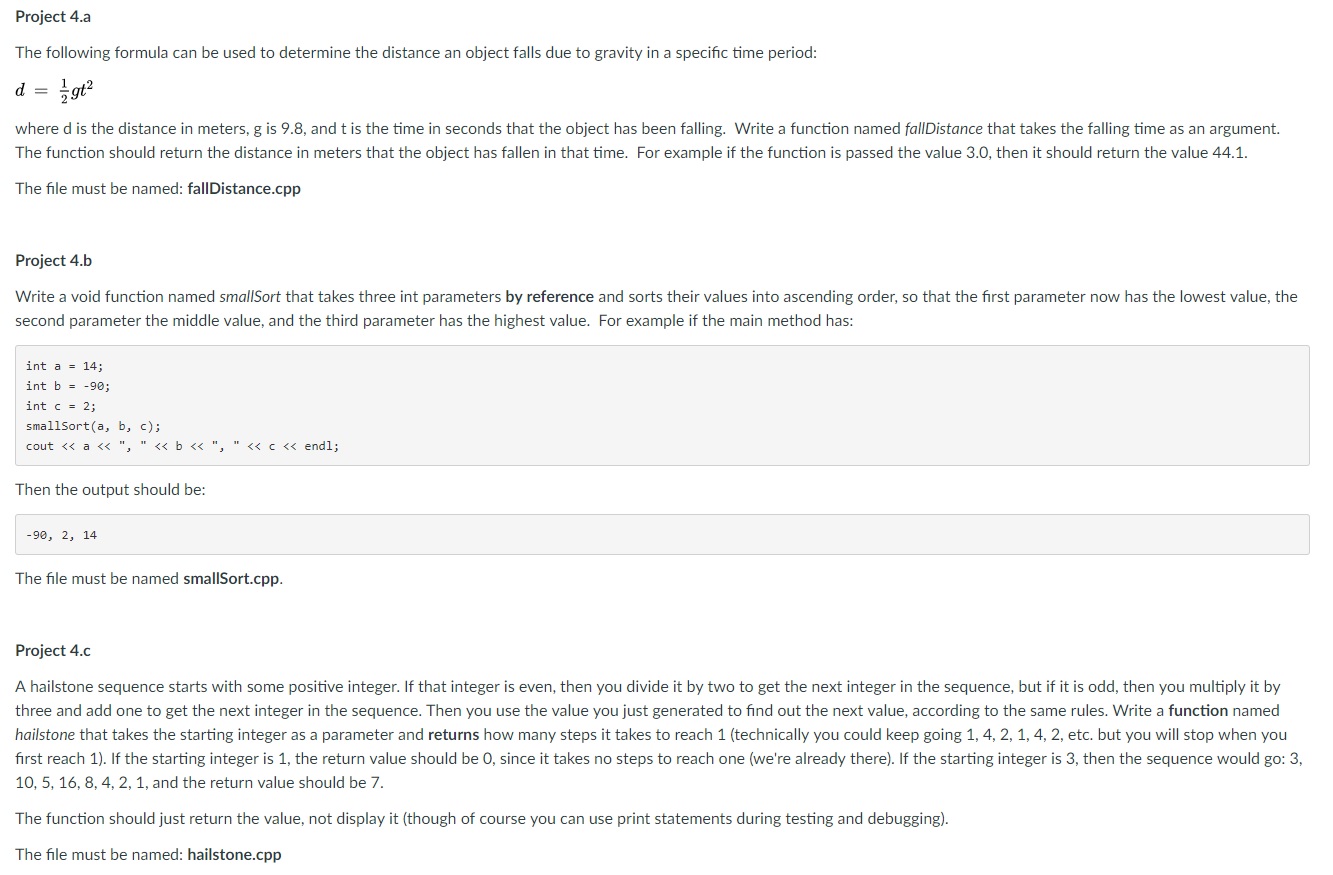 Project 4.a
The following formula can be used to determine the distance an object falls due to gravity in a specific time period:
d = ½gt²
where d is the distance in meters, g is 9.8, and t is the time in seconds that the object has been falling.  Write a function named fallDistance that takes the falling time as an argument.
The function should return the distance in meters that the object has fallen in that time.  For example if the function is passed the value 3.0, then it should return the value 44.1.
The file must be named: fallDistance.cpp
Project 4.b
Write a void function named smallSort that takes three int parameters by reference and sorts their values into ascending order, so that the first parameter now has the lowest value, the
second parameter the middle value, and the third parameter has the highest value.  For example if the main method has:
int a = 14;
int b = -90;
int c = 2;
smallSort(a, b, c);
cout << a << ", " << b << ", " << c << endl;
Then the output should be:
-90, 2, 14
The file must be named smallSort.cpp.
Project 4.c
A hailstone sequence starts with some positive integer. If that integer is even, then you divide it by two to get the next integer in the sequence, but if it is odd, then you multiply it by
three and add one to get the next integer in the sequence. Then you use the value you just generated to find out the next value, according to the same rules. Write a function named
hailstone that takes the starting integer as a parameter and returns how many steps it takes to reach 1 (technically you could keep going 1, 4, 2, 1, 4, 2, etc. but you will stop when you
first reach 1). If the starting integer is 1, the return value should be 0, since it takes no steps to reach one (we're already there). If the starting integer is 3, then the sequence would go: 3,
10, 5, 16, 8, 4, 2, 1, and the return value should be 7.
The function should just return the value, not display it (though of course you can use print statements during testing and debugging).
The file must be named: hailstone.cpp